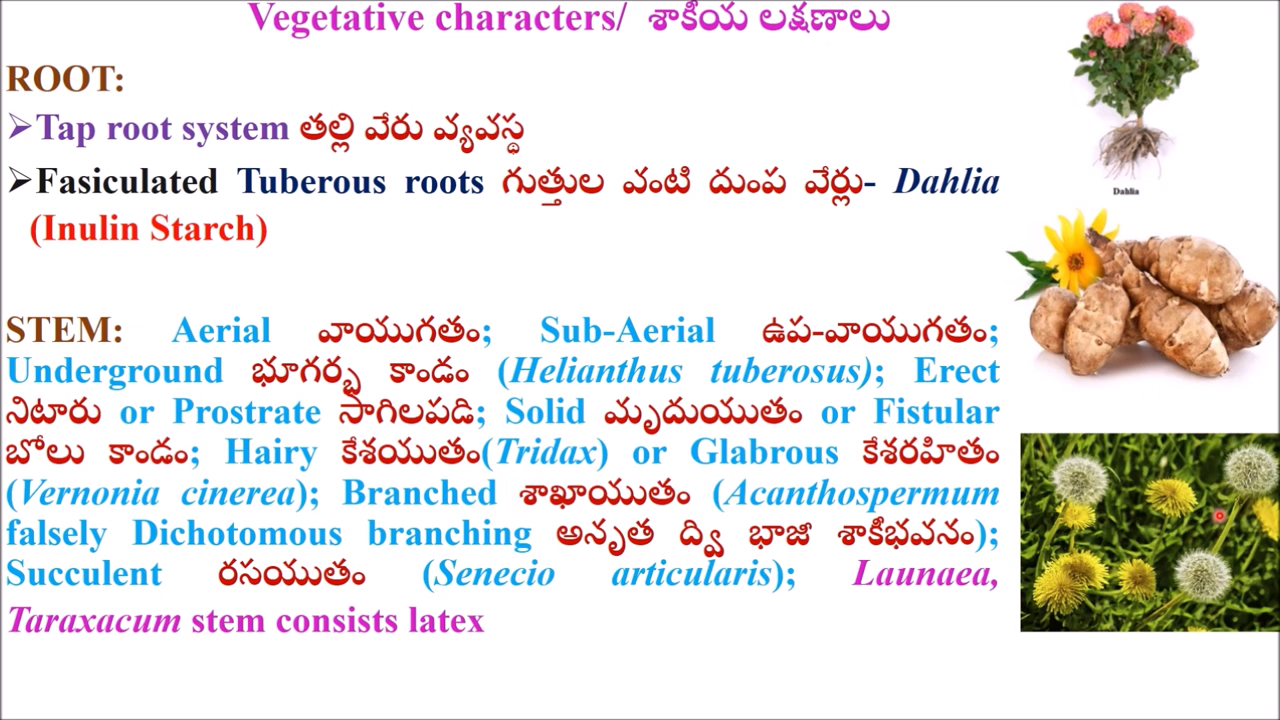 Vegetative characters/ శాకీయ లక్షణాలు
ROOT:
➢Tap root system తల్లి వేరు వ్యవస్థ
➢Fasiculated Tuberous roots గుత్తుల వంటి దుంప వేర్లు- Dahlia
(Inulin Starch)
Dahlia
STEM: Aerial వాయుగతం; Sub-Aerial ఉప-వాయుగతం;
Underground భూగర్భ కాండం (Helianthus tuberosus); Erect
నిటారు or Prostrate సాగిలపడి; Solid మృదుయుతం or Fistular
బోలు కాండం; Hairy కేశయుతం(Tridax) or Glabrous కేశరహితం
(Vernonia cinerea); Branched శాఖాయుతం (Acanthospermum
falsely Dichotomous branching అనృత ద్వి భాజీ శాకీభవనం);
Succulent రసయుతం (Senecio articularis); Launaea,
Taraxacum stem consists latex